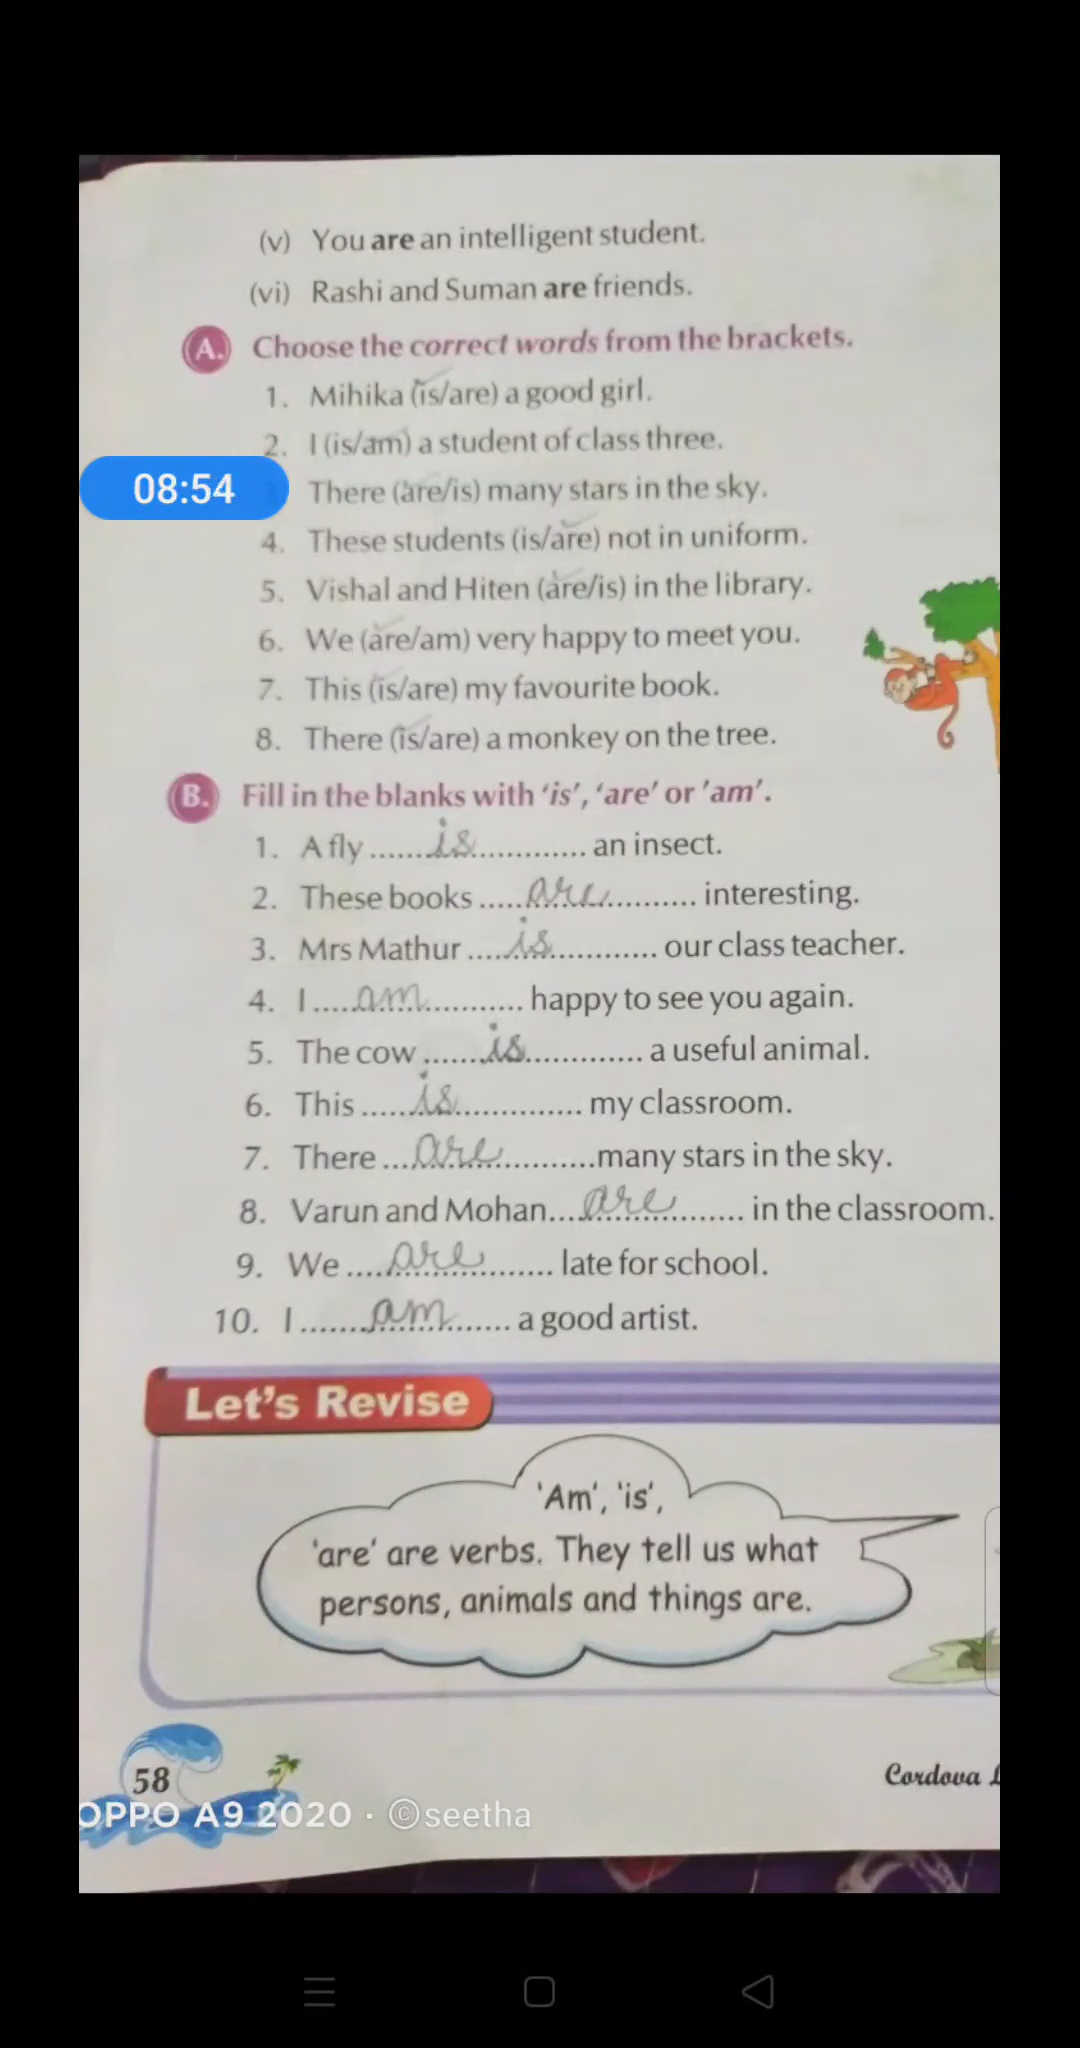 (v) You are an intelligent student.
(vi) Rashi and Suman are friends.
A. Choose the correct words from the brackets.
1. Mihika (is/are) a good girl.
2. I (is/am) a student of class three.
08:54 There (are/is) many stars in the sky.
4. These students (is/are) not in uniform.
5. Vishal and Hiten (are/is) in the library.
6. We (are/am) very happy to meet you.
7. This (is/are) my favourite book.
8. There (is/are) a monkey on the tree.
B. Fill in the blanks with ‘is’, ‘are’ or ’am’.
1. A fly ........is............. an insect.
2. These books .....are............ interesting.
3. Mrs Mathur .....is............. our class teacher.
4. I .....am............ happy to see you again.
5. The cow .......is............. a useful animal.
6. This ......is............... my classroom.
7. There ....are............many stars in the sky.
8. Varun and Mohan....are............ in the classroom.
9. We .....are............ late for school.
10. I .......am............ a good artist.
Let’s Revise
‘Am’, ‘is’,
‘are’ are verbs. They tell us what
persons, animals and things are.
58
Cordova
OPPO A9 2020 · ©seetha